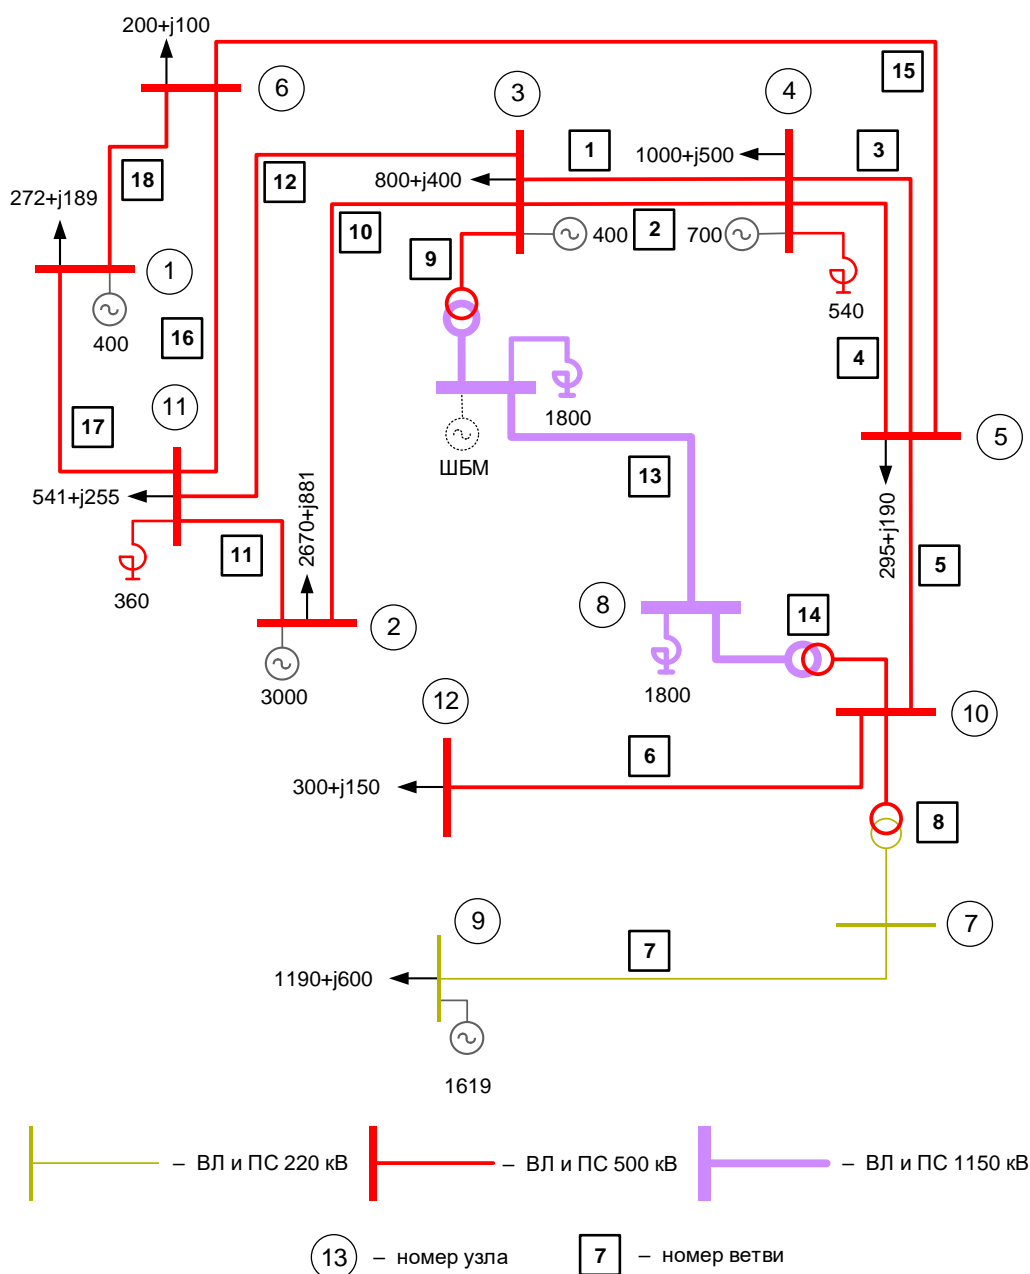 200+j100
6
3
4
15
1
1000+j500
3
18
12
800+j400
272+j189
10
400
2
700
9
1
540
400
16
4
11
1800
5
17
ШБМ
13
541+j255
2670+j881
295+j190
11
5
360
8
14
2
3000
1800
12
10
6
300+j150
8
9
7
7
1190+j600
1619
– ВЛ и ПС 220 кВ
– ВЛ и ПС 500 кВ
– ВЛ и ПС 1150 кВ
13 – номер узла
7 – номер ветви